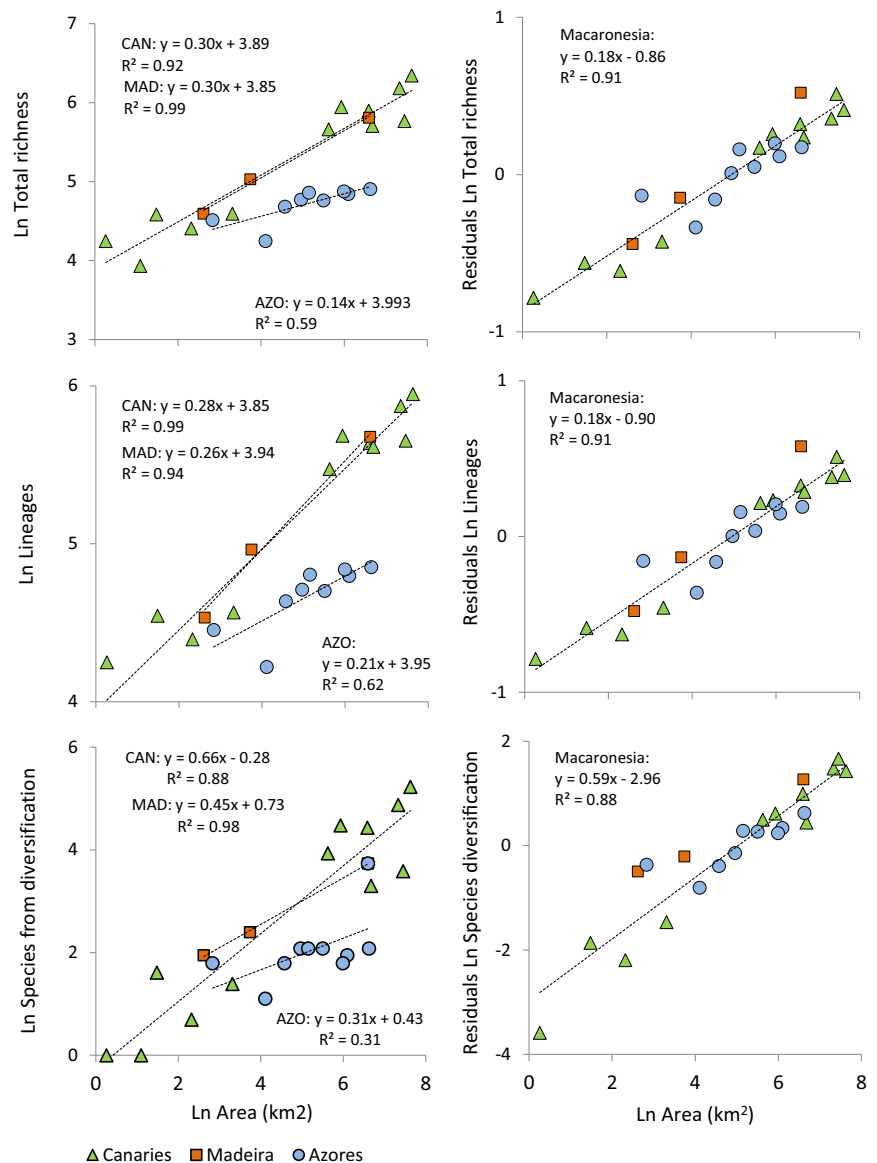 7
6
5
4
3
Ln Total richness
CAN: y = 0.30x + 3.89
R² = 0.92
MAD: y = 0.30x + 3.85
R² = 0.99
AZO: y = 0.14x + 3.993
R² = 0.59
1
0
-1
Residuals Ln Total richness
Macaronesia:
y = 0.18x - 0.86
R² = 0.91
6
5
4
Ln Lineages
CAN: y = 0.28x + 3.85
R² = 0.99
MAD: y = 0.26x + 3.94
R² = 0.94
AZO:
y = 0.21x + 3.95
R² = 0.62
1
0
-1
Residuals Ln Lineages
Macaronesia:
y = 0.18x - 0.90
R² = 0.91
6
4
2
0
Ln Species from diversification
CAN: y = 0.66x - 0.28
R² = 0.88
MAD: y = 0.45x + 0.73
R² = 0.98
AZO: y = 0.31x + 0.43
R² = 0.31
0 2 4 6 8
Ln Area (km2)
2
0
-2
-4
Residuals Ln Species diversification
Macaronesia:
y = 0.59x - 2.96
R² = 0.88
0 2 4 6 8
Ln Area (km²)
Canaries Madeira Azores